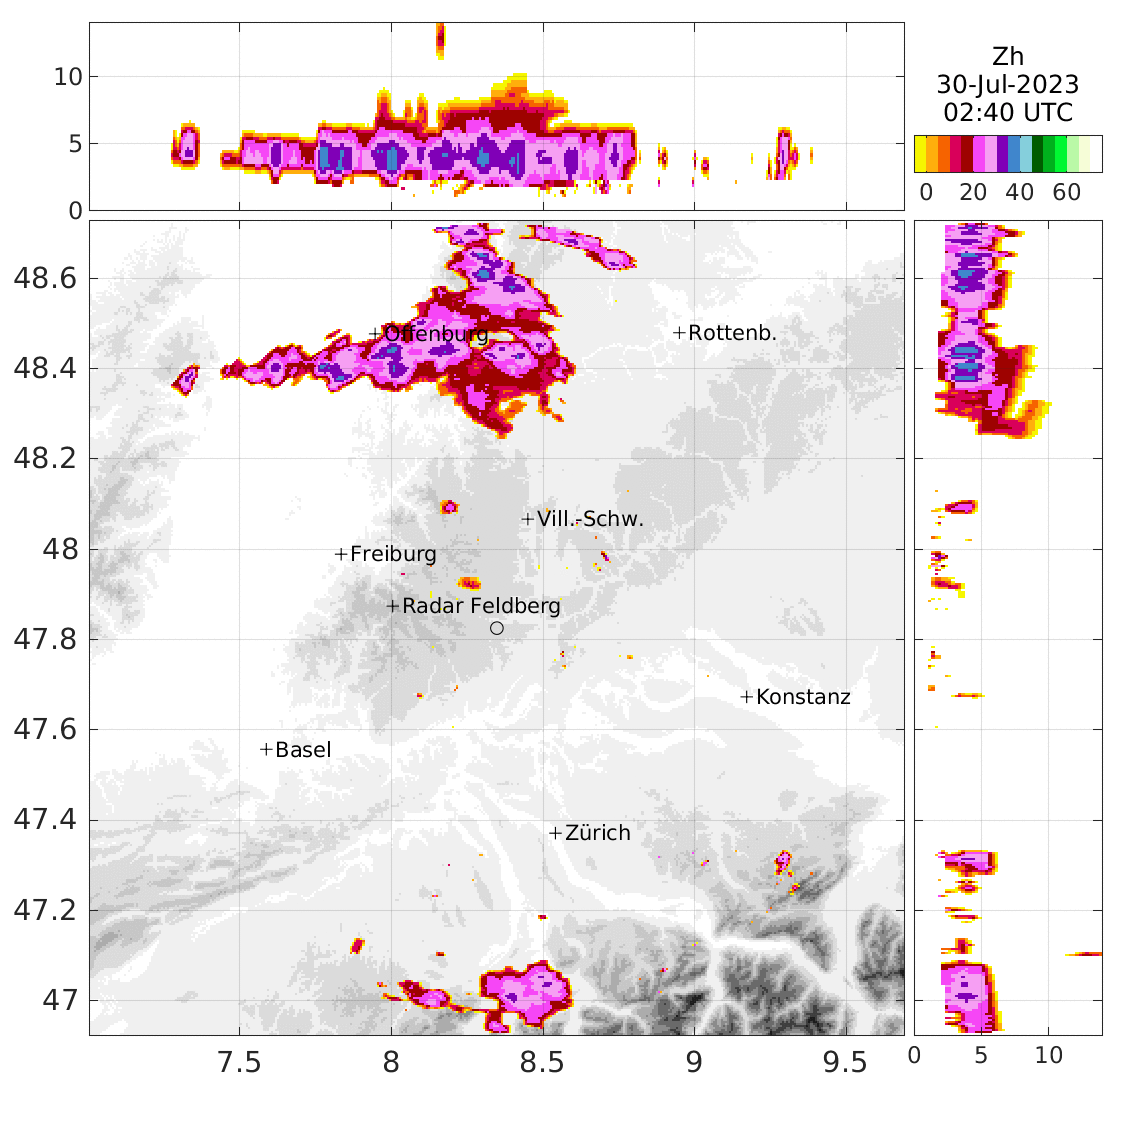 10
5
0
Zh
30-Jul-2023
02:40 UTC
0 20 40 60
48.6
48.4
48.2
48
47.8
47.6
47.4
47.2
47
Offenburg
Rottenb.
Vill.-Schw.
Freiburg
Radar Feldberg
Konstanz
Basel
Zürich
7.5 8 8.5 9 9.5
0 5 10